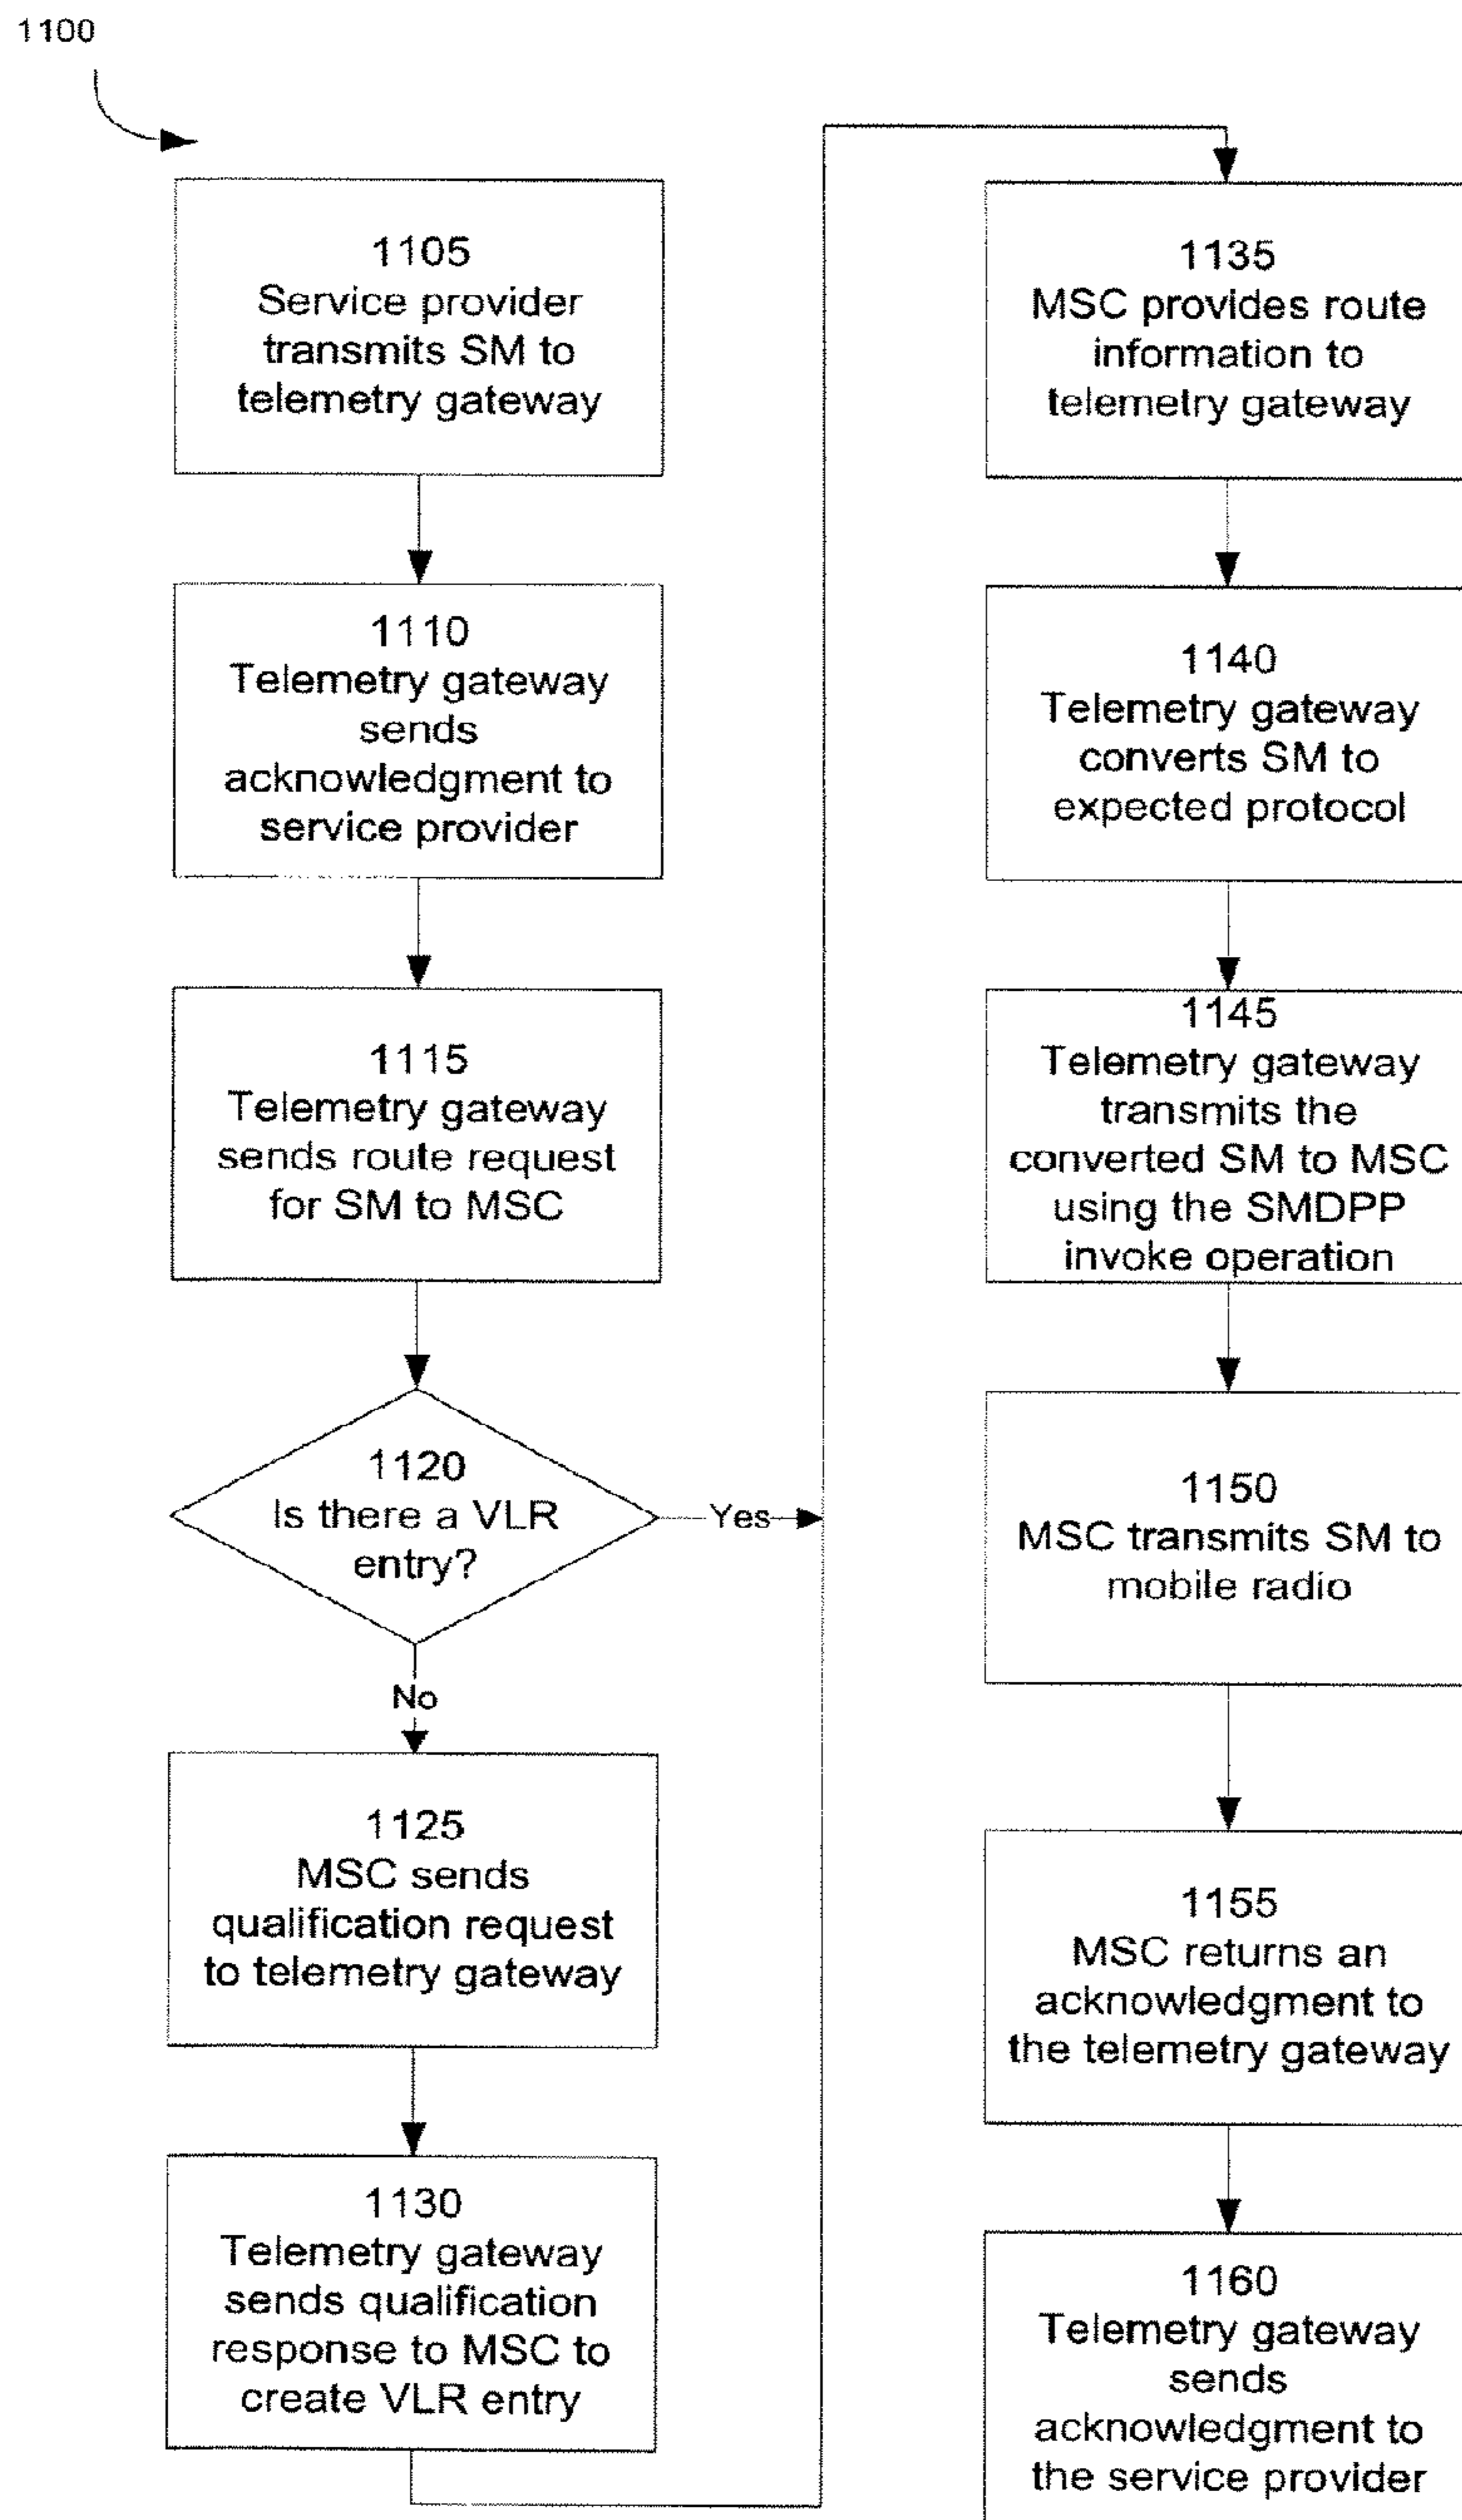 1100
1105
Service provider
transmits SM to
telemetry gateway
1110
Telemetry gateway
sends
acknowledgment to
service provider
1115
Telemetry gateway
sends route request
for SM to MSC
1120
Is there a VLR
entry?
Yes
No
1125
MSC sends
qualification request
to telemetry gateway
1130
Telemetry gateway
sends qualification
response to MSC to
create VLR entry
1135
MSC provides route
information to
telemetry gateway
1140
Telemetry gateway
converts SM to
expected protocol
1145
Telemetry gateway
transmits the
converted SM to MSC
using the SMDPP
invoke operation
1150
MSC transmits SM to
mobile radio
1155
MSC returns an
acknowledgment to
the telemetry gateway
1160
Telemetry gateway
sends
acknowledgment to
the service provider